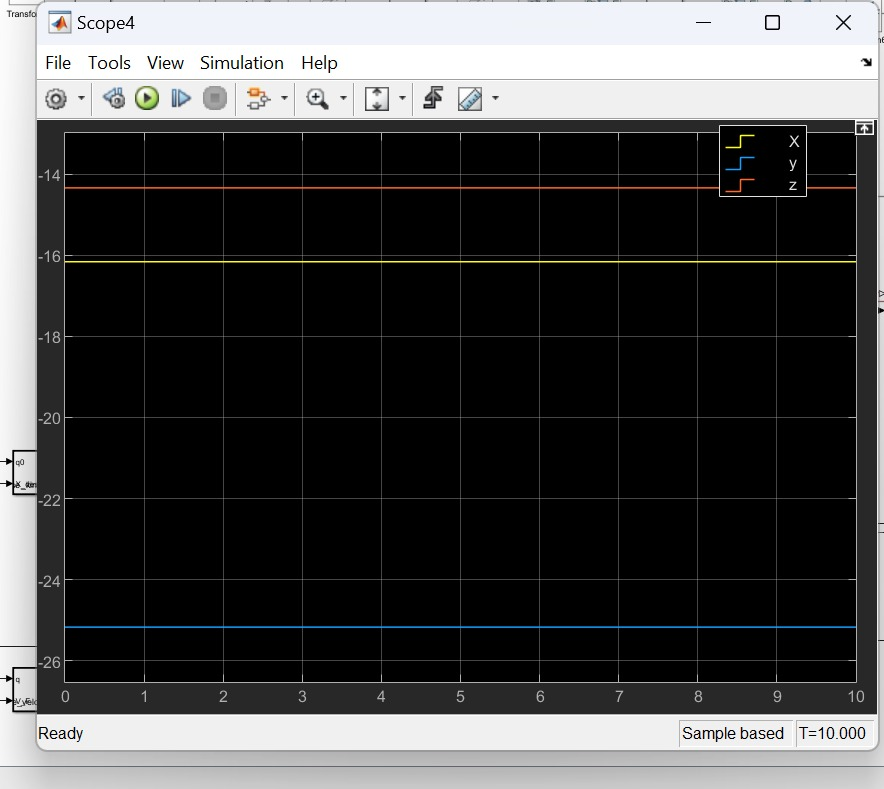 Transfo
Scope4
File Tools View Simulation Help
X
y
z
-14
-16
-18
-20
-22
-24
-26
0 1 2 3 4 5 6 7 8 9 10
q0
q
Ready
Sample based T=10.000